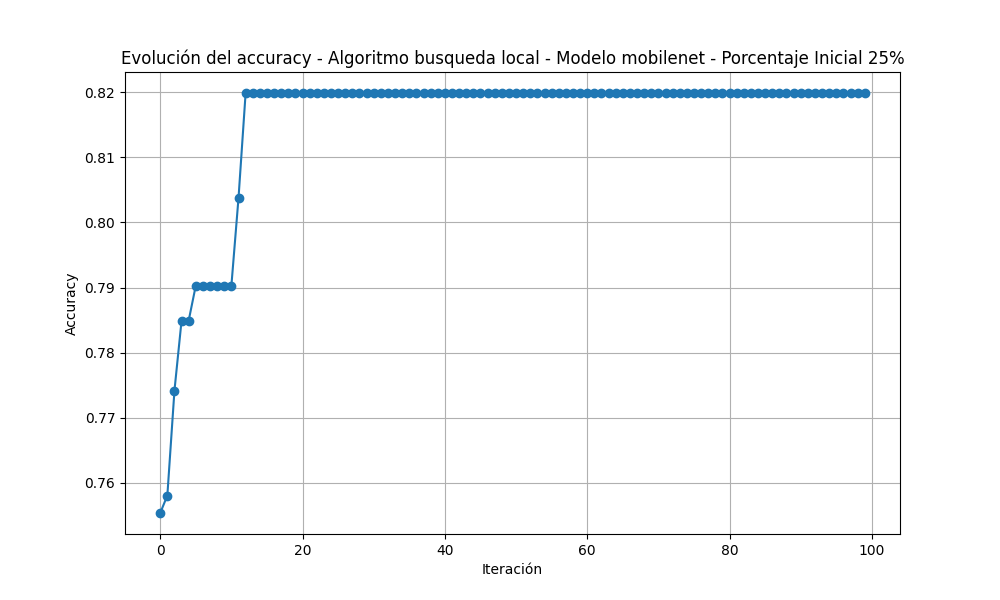 Evolución del accuracy - Algoritmo busqueda local - Modelo mobilenet - Porcentaje Inicial 25%
0.82
0.81
0.80
0.79
0.78
0.77
0.76
Accuracy
0 20 40 60 80 100
Iteración